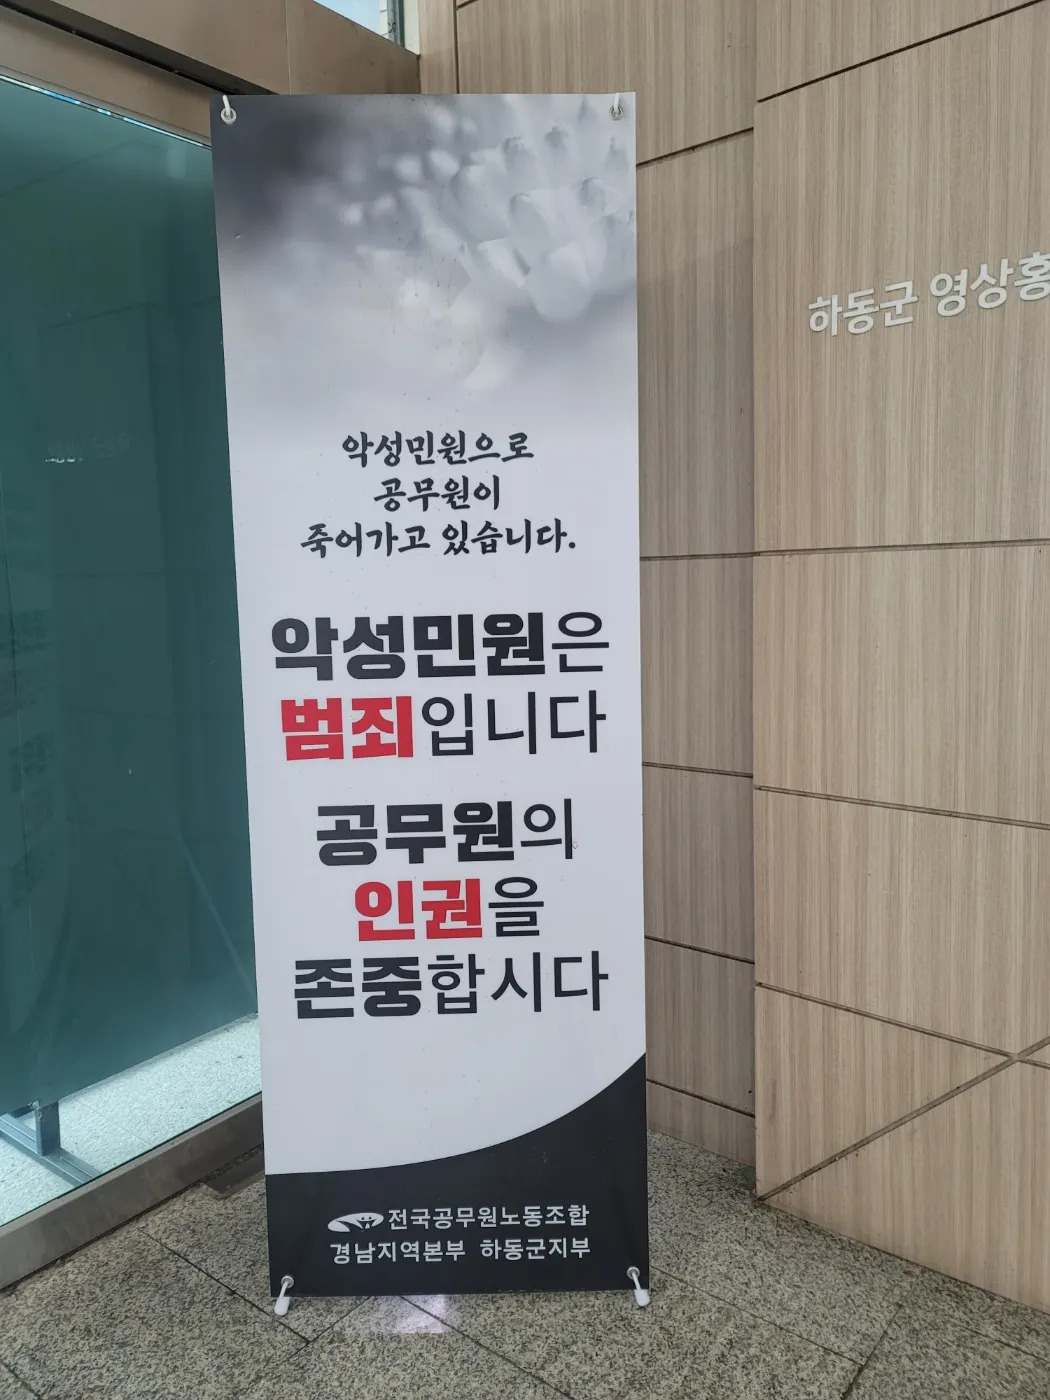 악성민원으로
공무원이
죽어가고 있습니다.
악성민원은
범죄입니다
공무원의
인권을
존중합시다
전국공무원노동조합
경남지역본부 하동군지부
하동군 영상홍